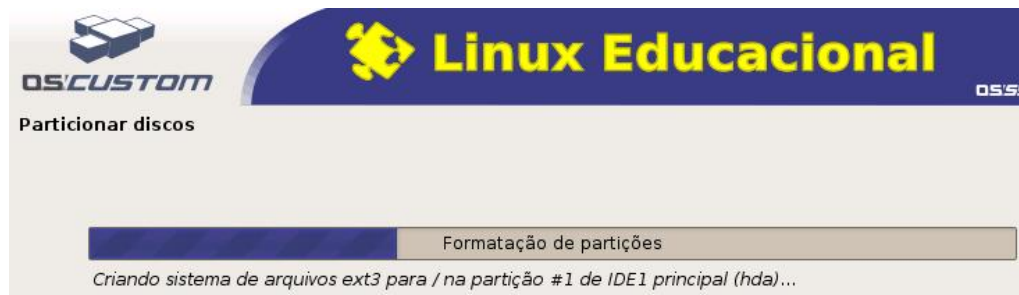 OS'CUSTOM
Linux Educacional
OS'S
Particionar discos
Formatação de partições
Criando sistema de arquivos ext3 para / na partição #1 de IDE1 principal (hda)...